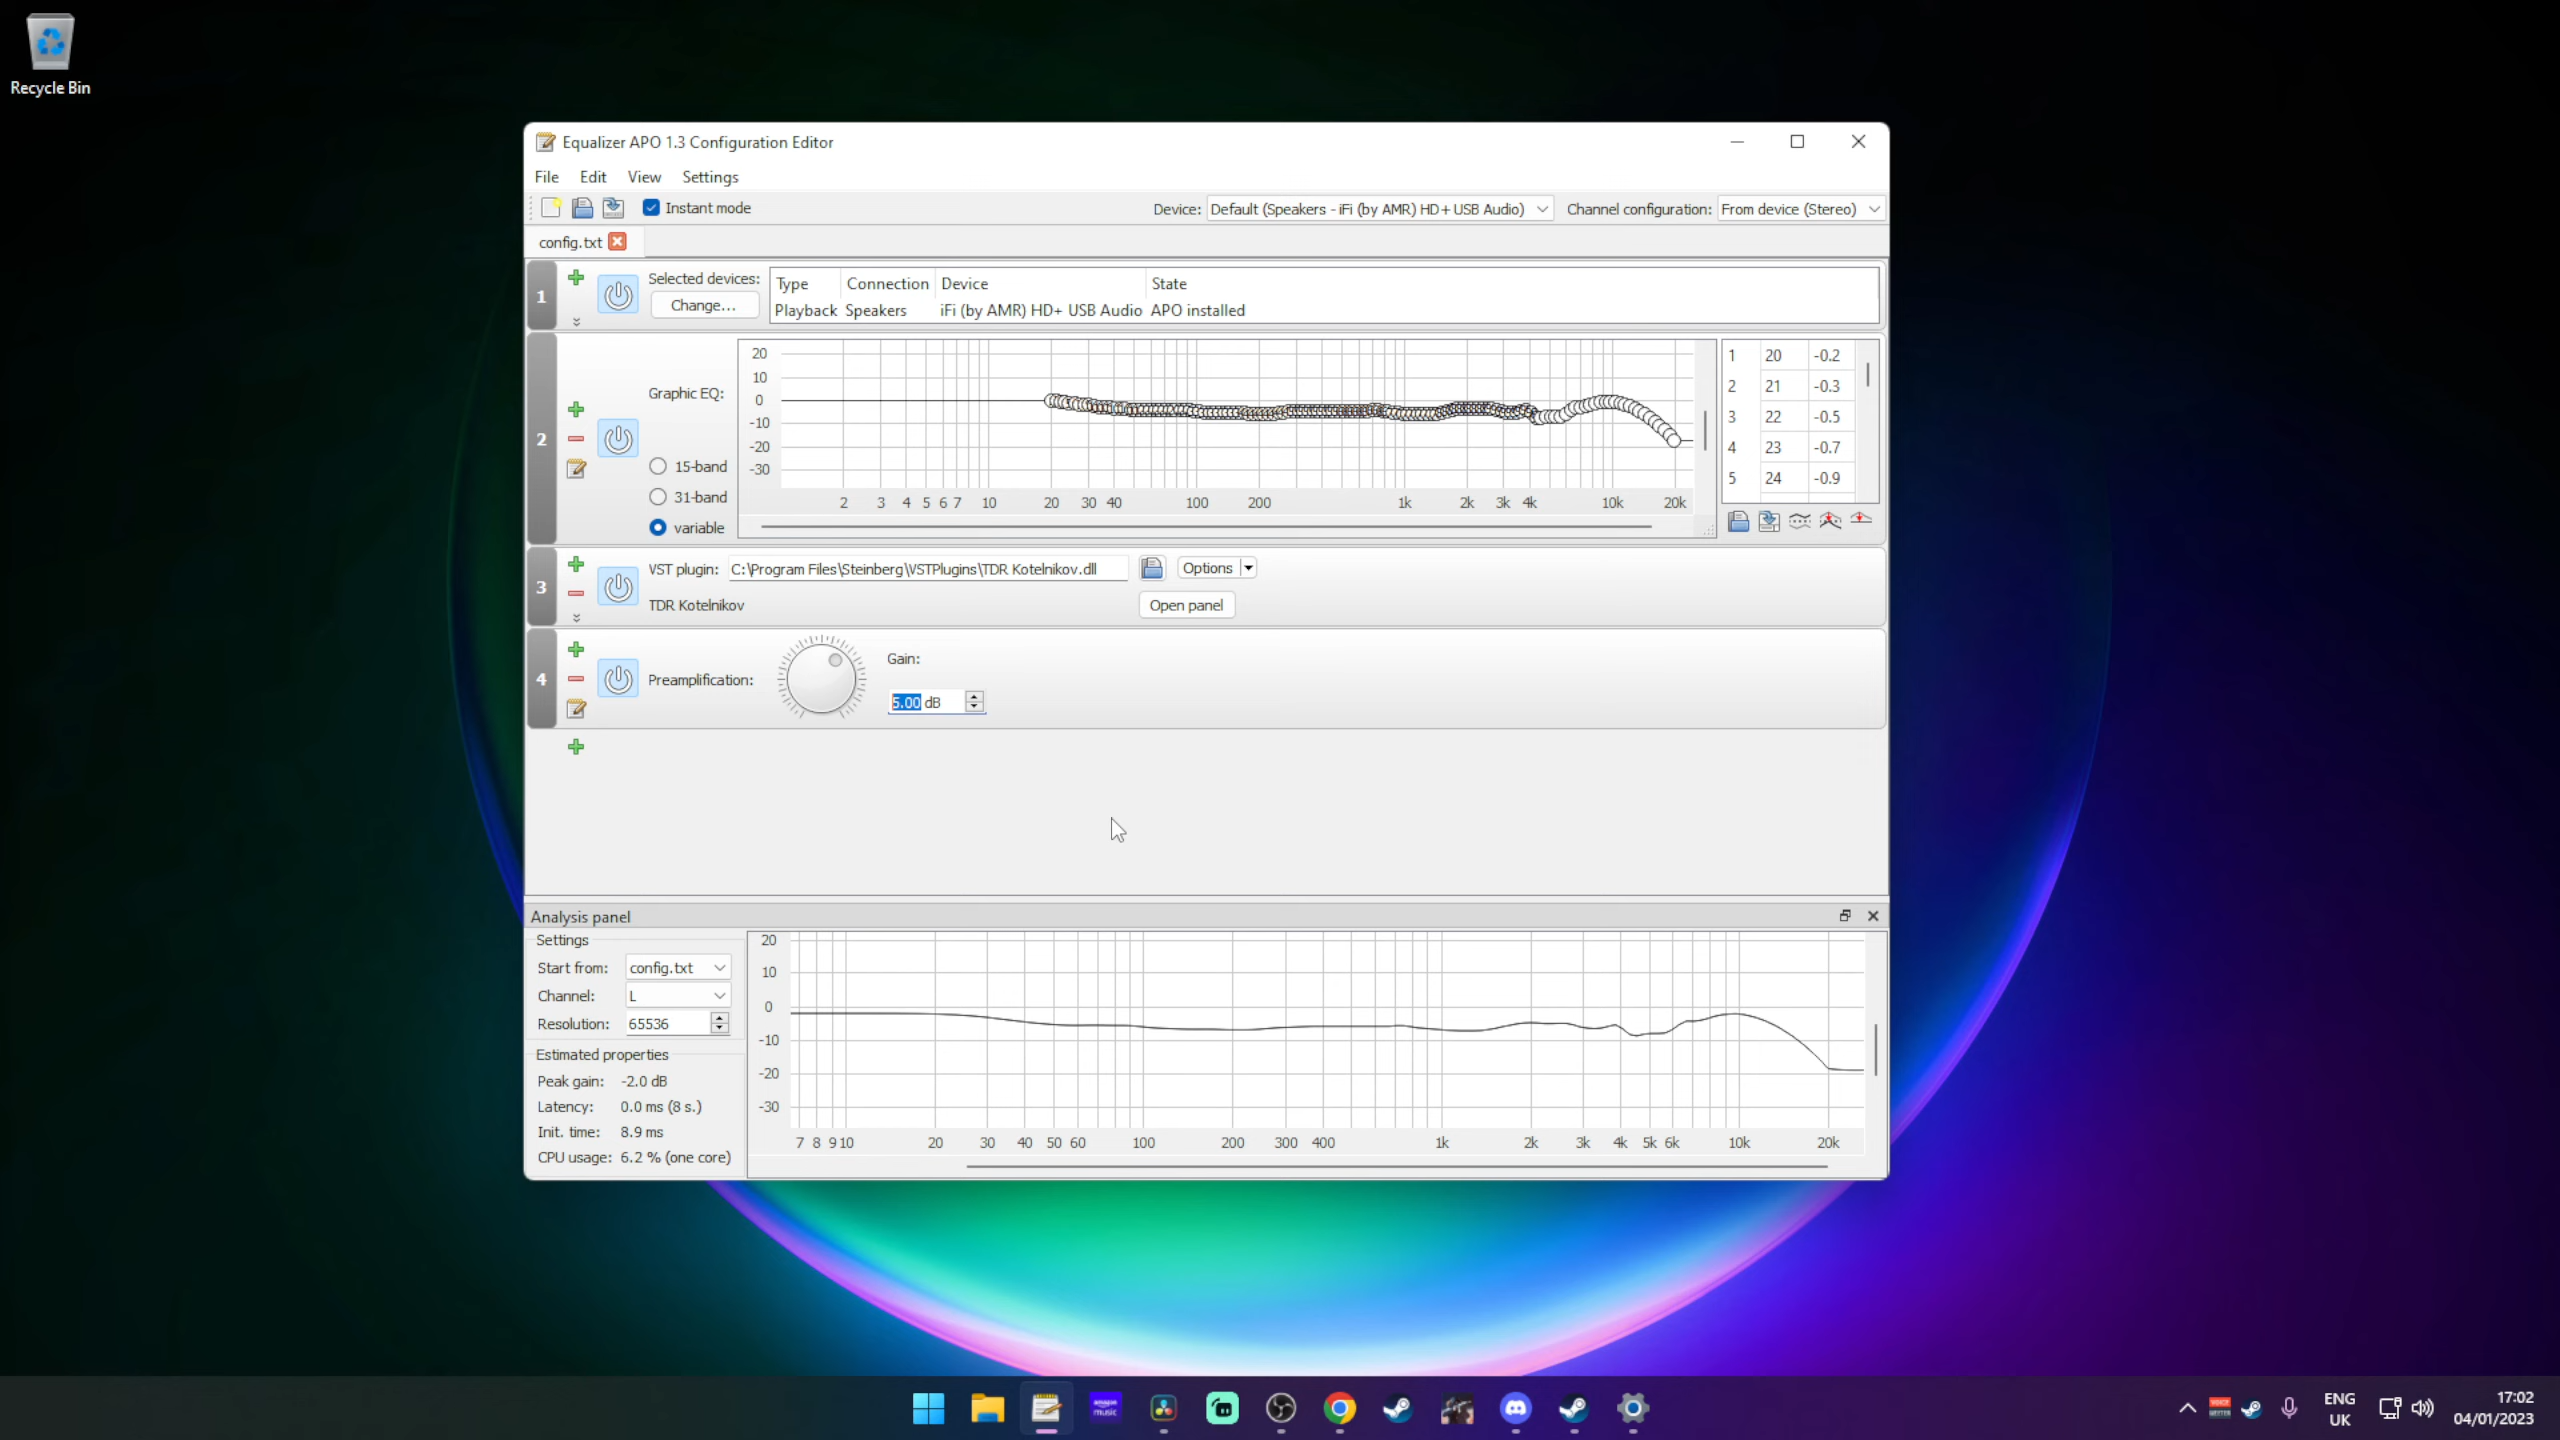 Recycle Bin
Equalizer APO 1.3 Configuration Editor
File Edit View Settings
Instant mode Device: Default (Speakers - iFi (by AMR) HD+ USB Audio) Channel configuration: From device (Stereo)
config.txt
1
Selected devices:
Change...
Type Connection Device State
Playback Speakers iFi (by AMR) HD+ USB Audio APO installed
2
Graphic EQ:
15-band
31-band
variable
20
10
0
-10
-20
-30
2 3 4 5 6 7 10 20 30 40 100 200 1k 2k 3k 4k 10k 20k
1 20 -0.2
2 21 -0.3
3 22 -0.5
4 23 -0.7
5 24 -0.9
3
VST plugin: C:\Program Files\Steinberg\VSTPlugins\TDR Kotelnikov.dll Options
TDR Kotelnikov Open panel
4
Preamplification:
Gain:
5.00 dB
Analysis panel
Settings
Start from: config.txt
Channel: L
Resolution: 65536
Estimated properties
Peak gain: -2.0 dB
Latency: 0.0 ms (8 s.)
Init. time: 8.9 ms
CPU usage: 6.2 % (one core)
20
10
0
-10
-20
-30
7 8 9 10 20 30 40 50 60 100 200 300 400 1k 2k 3k 4k 5k 6k 10k 20k
amazon music
ENG
UK
17:02
04/01/2023